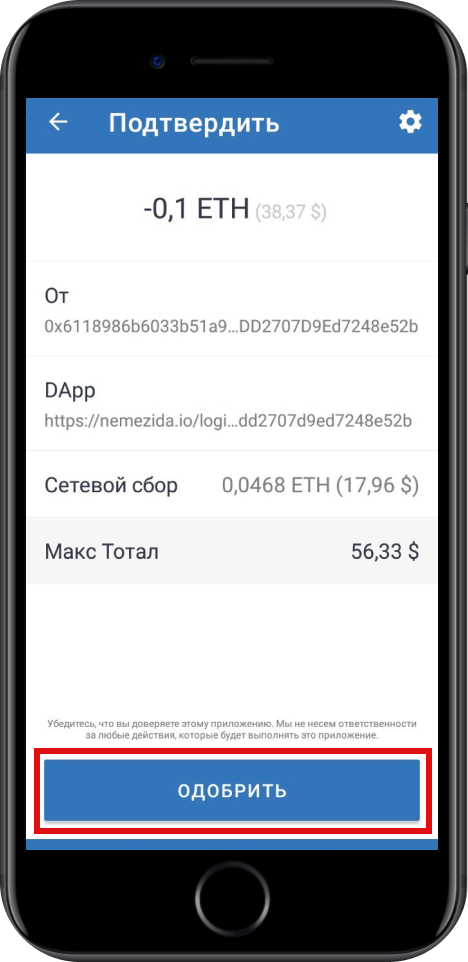 Подтвердить
-0,1 ETH (38,37 $)
От
0x6118986b6033b51a9...DD2707D9Ed7248e52b
DApp
https://nemezida.io/logi...dd2707d9ed7248e52b
Сетевой сбор 0,0468 ETH (17,96 $)
Макс Тотал 56,33 $
Убедитесь, что вы доверяете этому приложению. Мы не несем ответственности
за любые действия, которые будет выполнять это приложение.
ОДОБРИТЬ